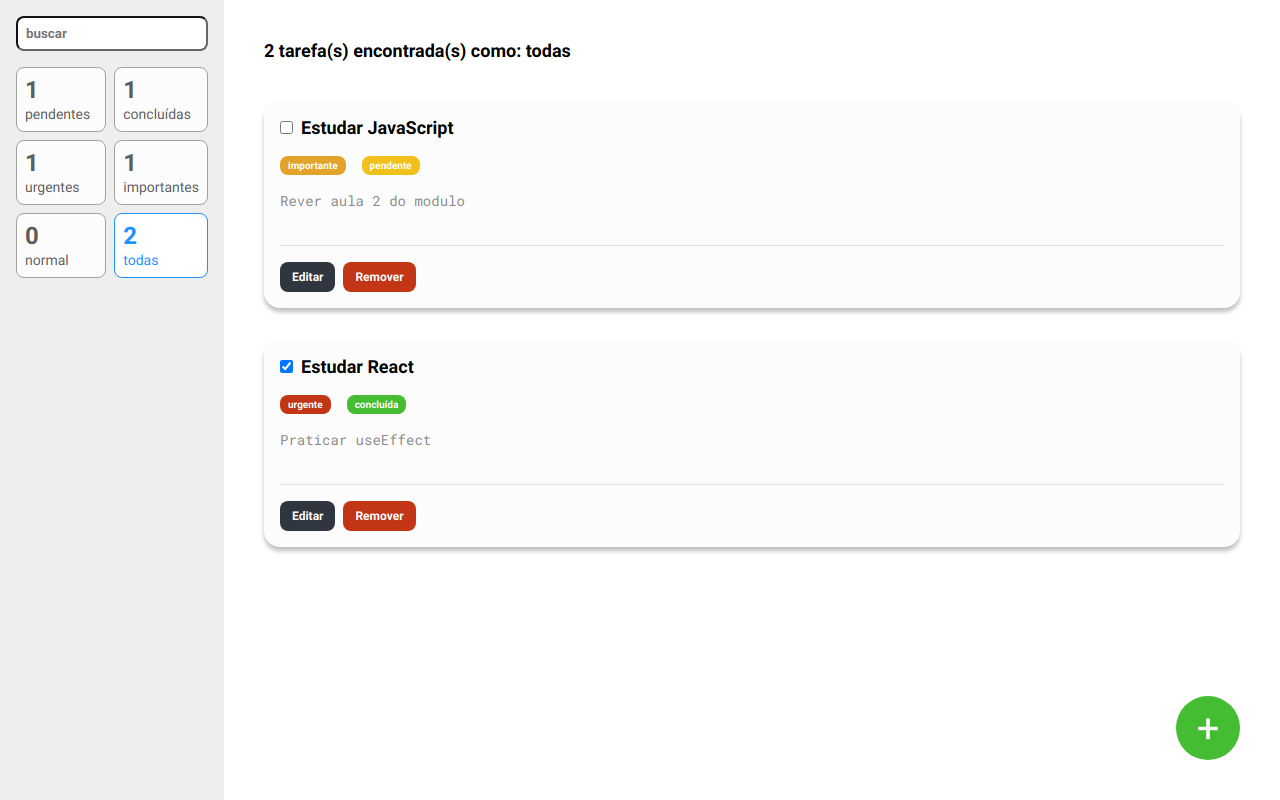 buscar
1
pendentes
1
concluídas
1
urgentes
1
importantes
0
normal
2
todas
2 tarefa(s) encontrada(s) como: todas
Estudar JavaScript
importante pendente
Rever aula 2 do modulo
Editar Remover
Estudar React
urgente concluída
Praticar useEffect
Editar Remover
+